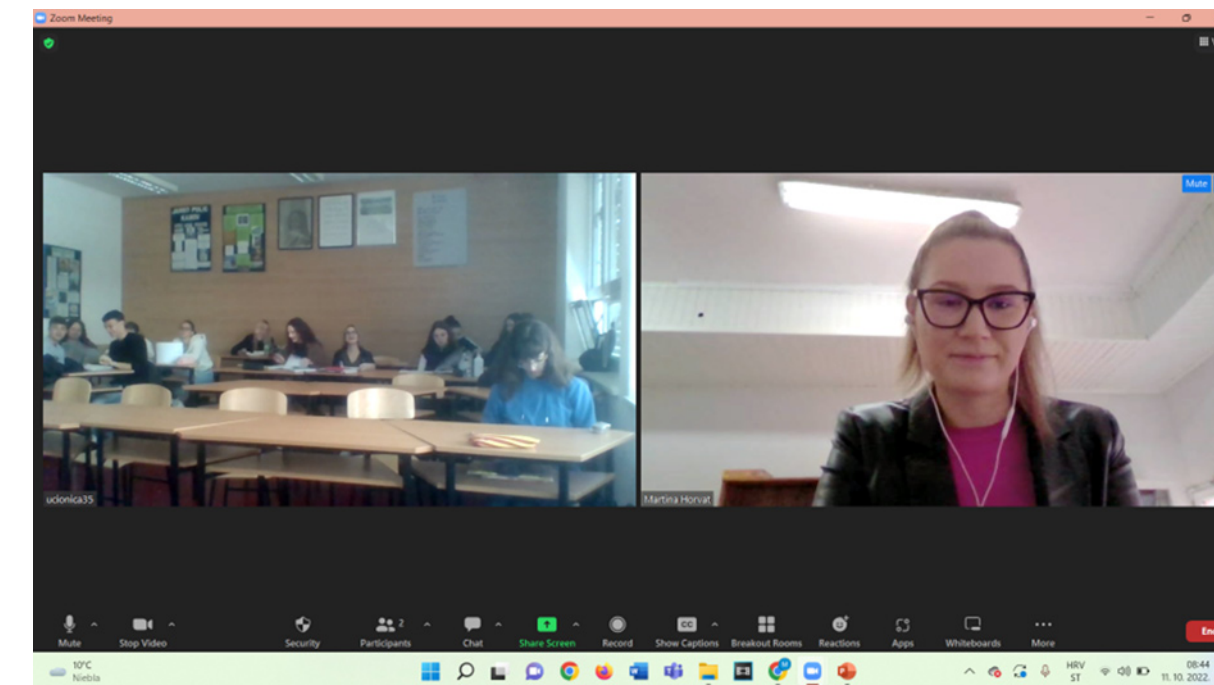 Zoom Meeting
Mute
ucionica35
Martina Horvat
Mute
Stop Video
Security
Participants
2
Chat
Share Screen
Record
CC
Show Captions
Breakout Rooms
Reactions
Apps
Whiteboards
More
10°C
Niebla
HRV
ST
08:44
11. 10. 2022.